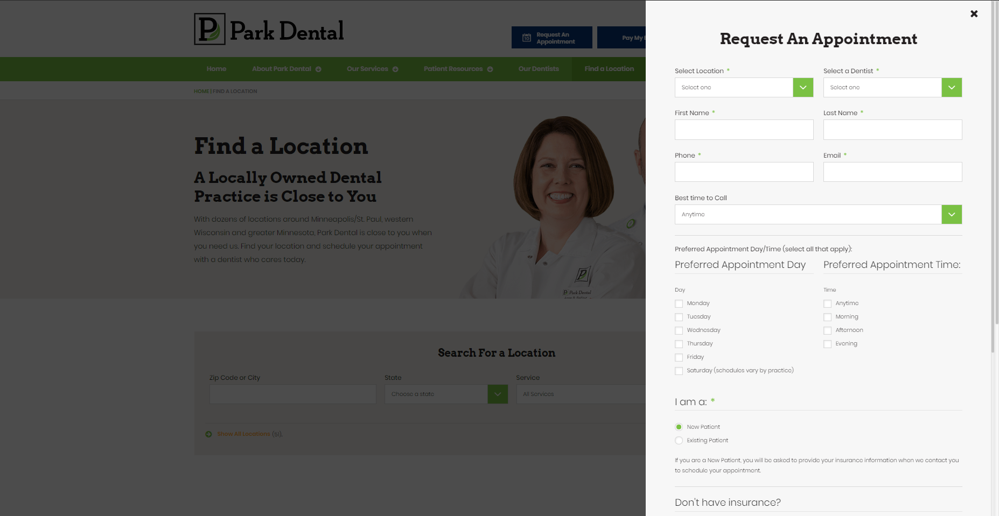 Park Dental
10
Request An
Appointment
Pay My
Home
About Park Dental
Our Services
Patient Resources
Our Dentists
Find a Location
HOME | FIND A LOCATION
Find a Location
A Locally Owned Dental
Practice is Close to You
With dozens of locations around Minneapolis/St. Paul, western
Wisconsin and greater Minnesota, Park Dental is close to you when
you need us. Find your location and schedule your appointment
with a dentist who cares today.
Park Dental
Search For a Location
Zip Code or City
State
Service
Choose a state
All Services
Show All Locations (51).
Request An Appointment
Select Location *
Select a Dentist *
Select one
Select one
First Name *
Last Name *
Phone *
Email *
Best time to Call
Anytime
Preferred Appointment Day/Time (select all that apply):
Preferred Appointment Day
Preferred Appointment Time:
Day
Monday
Tuesday
Wednesday
Thursday
Friday
Saturday (schedules vary by practice)
Time
Anytime
Morning
Afternoon
Evening
I am a: *
New Patient
Existing Patient
If you are a New Patient, you will be asked to provide your insurance information when we contact you
to schedule your appointment.
Don't have insurance?